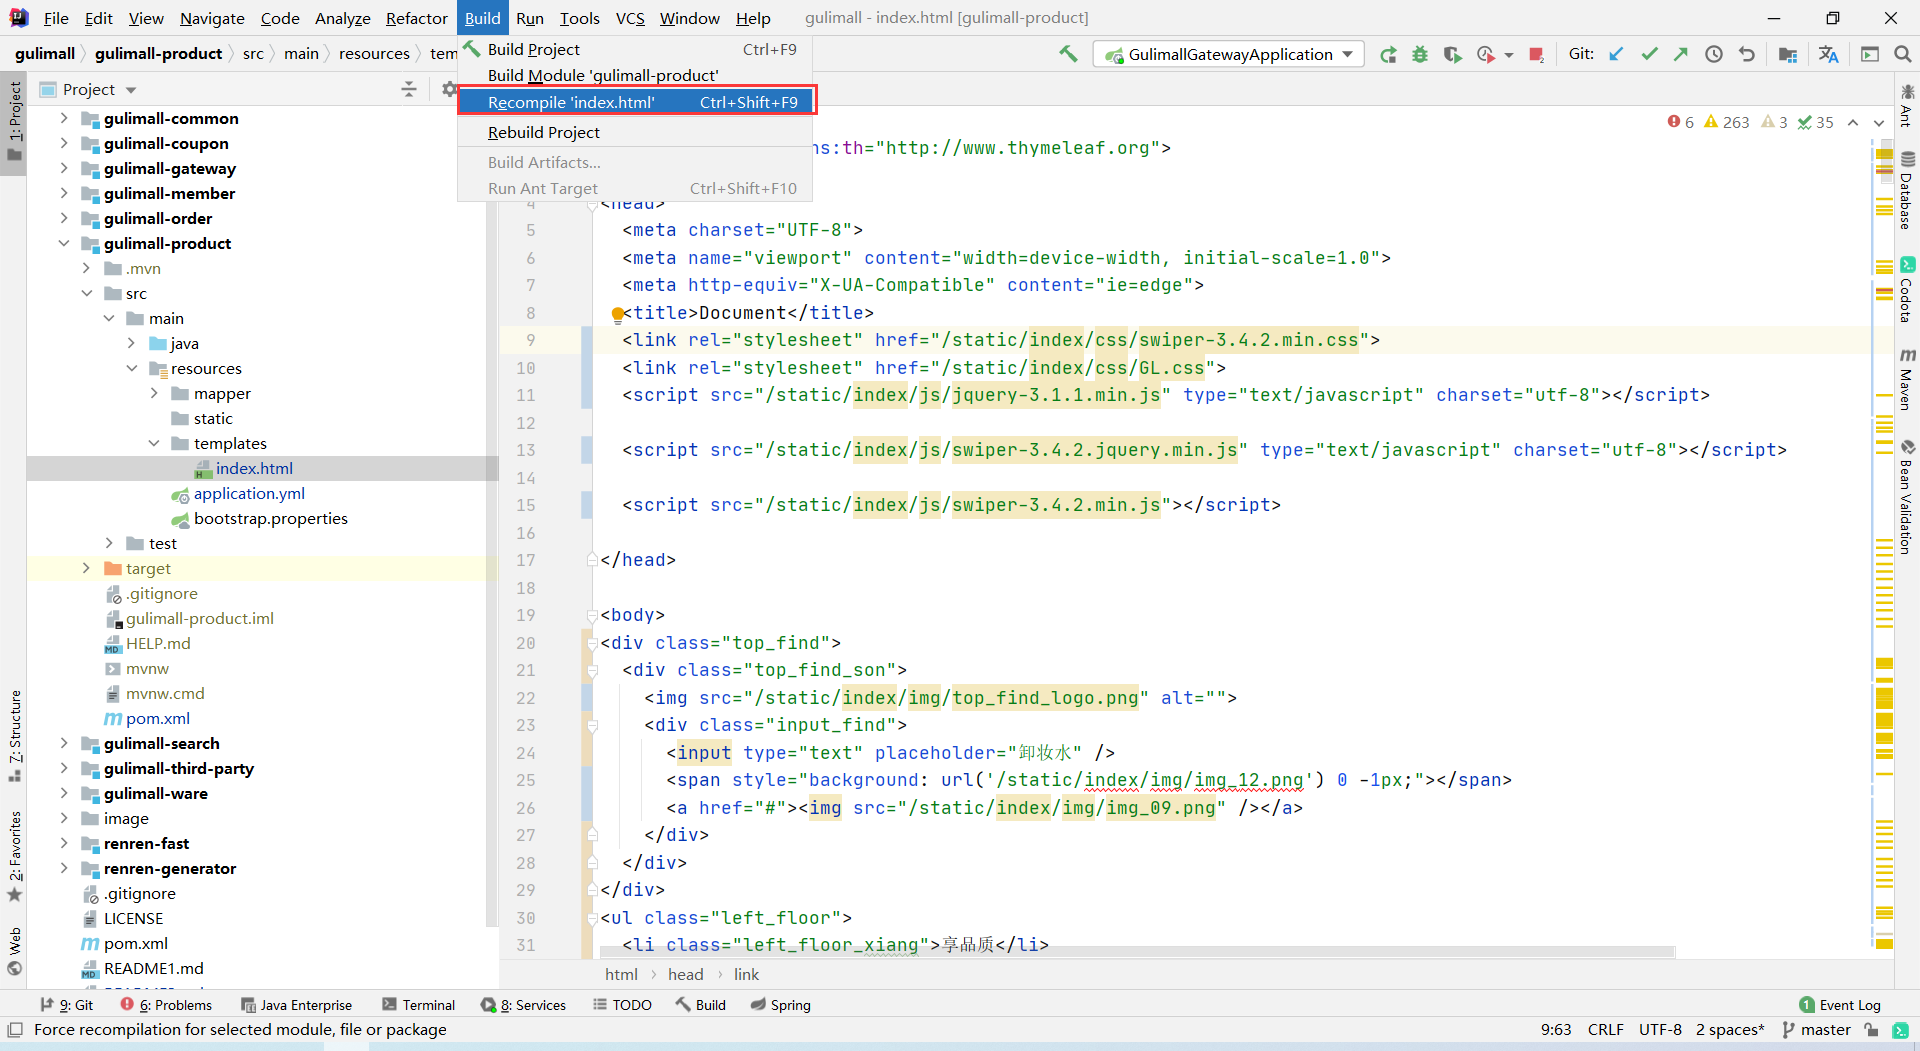 File Edit View Navigate Code Analyze Refactor Build Run Tools VCS Window Help gulimall - index.html [gulimall-product]
gulimall gulimall-product src main resources tem
GulimallGatewayApplication Git:
Build Project Ctrl+F9
Build Module 'gulimall-product'
Recompile 'index.html' Ctrl+Shift+F9
Rebuild Project
Build Artifacts...
Run Ant Target Ctrl+Shift+F10
Project
gulimall-common
gulimall-coupon
gulimall-gateway
gulimall-member
gulimall-order
gulimall-product
.mvn
src
main
java
resources
mapper
static
templates
index.html
application.yml
bootstrap.properties
test
target
.gitignore
gulimall-product.iml
HELP.md
mvnw
mvnw.cmd
pom.xml
gulimall-search
gulimall-third-party
gulimall-ware
image
renren-fast
renren-generator
.gitignore
LICENSE
pom.xml
README1.md
1: Project
7: Structure
2: Favorites
Web
6 263 3 35
ns:th="http://www.thymeleaf.org">
4 <head>
5 <meta charset="UTF-8">
6 <meta name="viewport" content="width=device-width, initial-scale=1.0">
7 <meta http-equiv="X-UA-Compatible" content="ie=edge">
8 <title>Document</title>
9 <link rel="stylesheet" href="/static/index/css/swiper-3.4.2.min.css">
10 <link rel="stylesheet" href="/static/index/css/GL.css">
11 <script src="/static/index/js/jquery-3.1.1.min.js" type="text/javascript" charset="utf-8"></script>
12
13 <script src="/static/index/js/swiper-3.4.2.jquery.min.js" type="text/javascript" charset="utf-8"></script>
14
15 <script src="/static/index/js/swiper-3.4.2.min.js"></script>
16
17 </head>
18
19 <body>
20 <div class="top_find">
21 <div class="top_find_son">
22 <img src="/static/index/img/top_find_logo.png" alt="">
23 <div class="input_find">
24 <input type="text" placeholder="卸妆水" />
25 <span style="background: url('/static/index/img/img_12.png') 0 -1px;"></span>
26 <a href="#"><img src="/static/index/img/img_09.png" /></a>
27 </div>
28 </div>
29 </div>
30 <ul class="left_floor">
31 <li class="left_floor_xiang">享品质</li>
html head link
Ant
Database
Codota
Maven
Bean Validation
9: Git 6: Problems Java Enterprise Terminal 8: Services TODO Build Spring 1 Event Log
Force recompilation for selected module, file or package 9:63 CRLF UTF-8 2 spaces* master